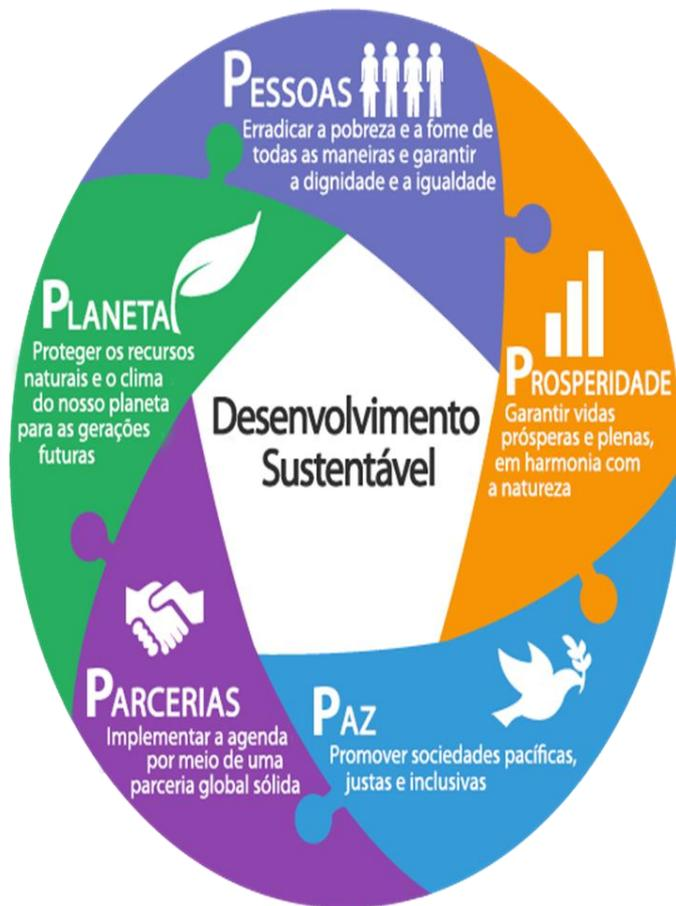 PESSOAS
Erradicar a pobreza e a fome de
todas as maneiras e garantir
a dignidade e a igualdade
PROSPERIDADE
Garantir vidas
prósperas e plenas,
em harmonia com
a natureza
PAZ
Promover sociedades pacíficas,
justas e inclusivas
PARCERIAS
Implementar a agenda
por meio de uma
parceria global sólida
PLANETA
Proteger os recursos
naturais e o clima
do nosso planeta
para as gerações
futuras
Desenvolvimento
Sustentável